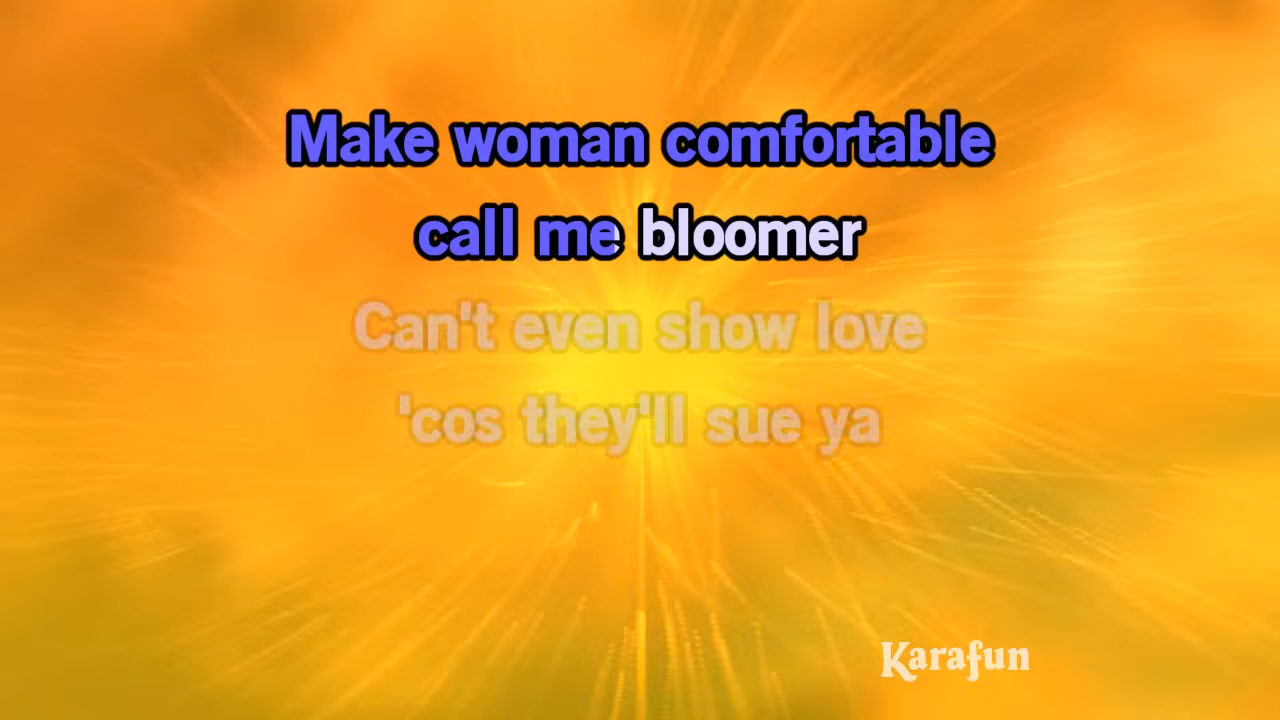 Make woman comfortable
call me bloomer
Can't even show love
'cos they'll sue ya
Karafun